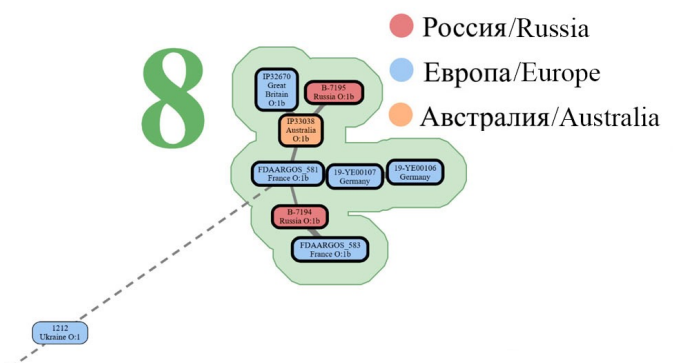 8
Россия/Russia
Европа/Europe
Австралия/Australia
IP32670
Great
Britain
O:1b
B-7195
Russia O:1b
IP33038
Australia
O:1b
FDAARGOS_581
France O:1b
19-YE00107
Germany
19-YE00106
Germany
B-7194
Russia O:1b
FDAARGOS_583
France O:1b
1212
Ukraine O:1